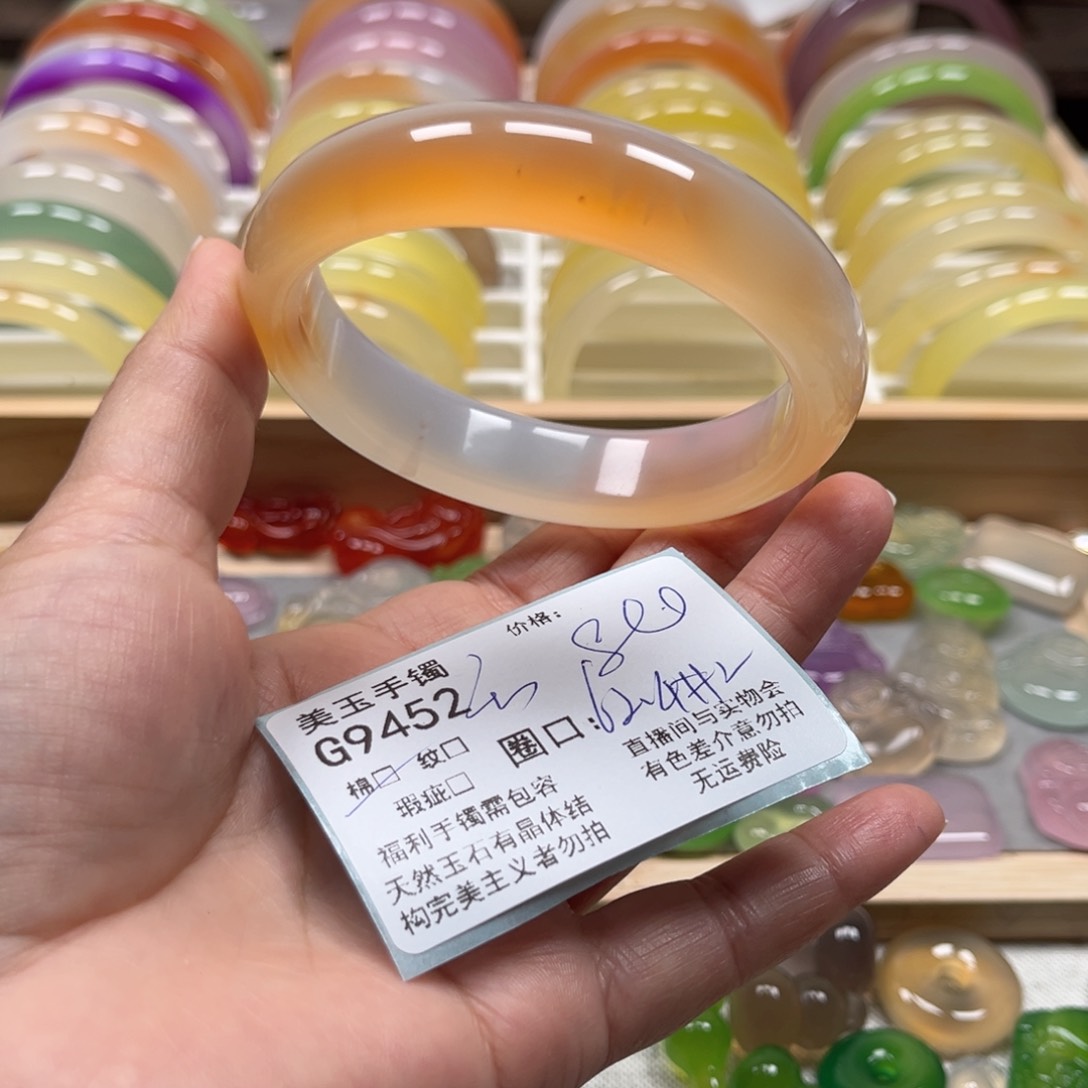 价格：
美玉手镯
G9452
棉□ 纹□
圈口：
瑕疵□
直播间与实物会
有色差介意勿拍
无运费险
福利手镯需包容
天然玉石有晶体结
构完美主义者勿拍